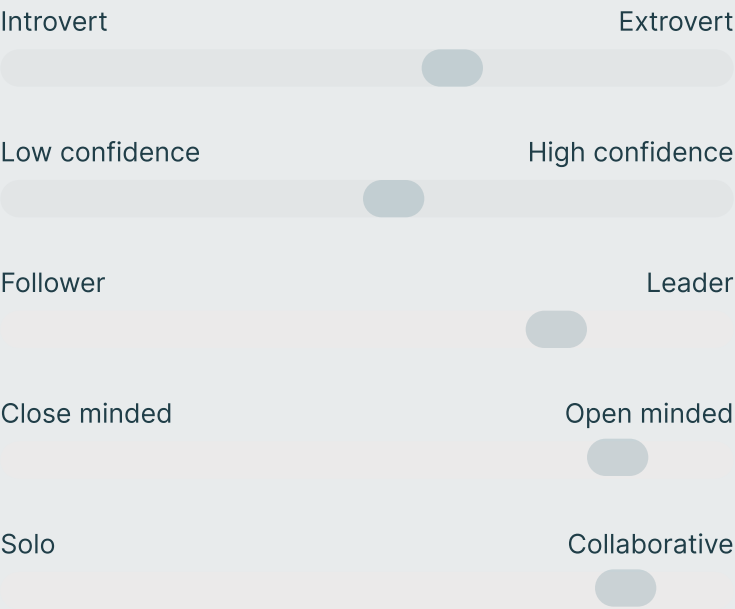 Introvert Extrovert
Low confidence High confidence
Follower Leader
Close minded Open minded
Solo Collaborative